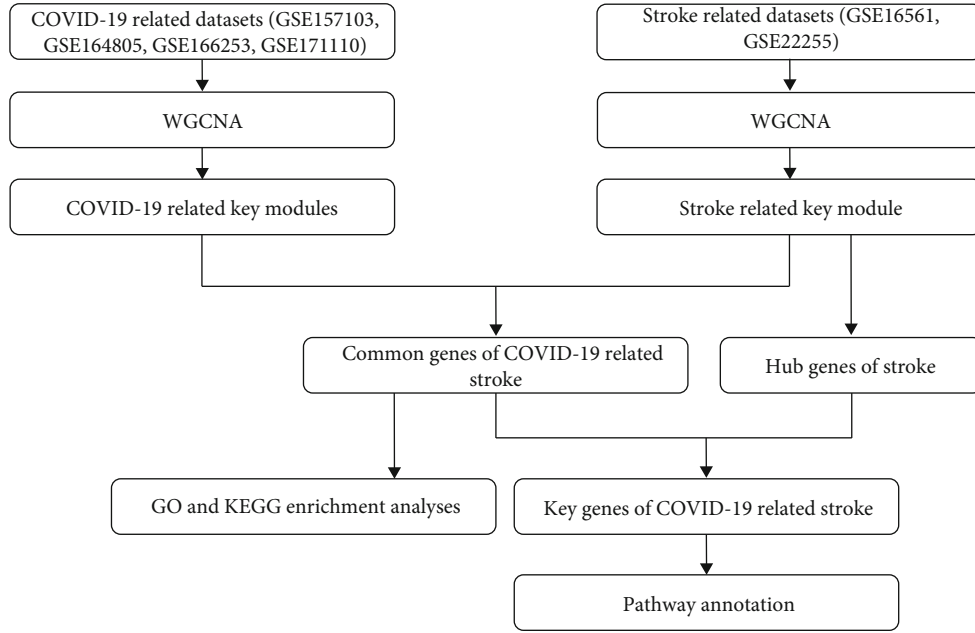 COVID-19 related datasets (GSE157103,
GSE164805, GSE166253, GSE171110)
Stroke related datasets (GSE16561,
GSE22255)
WGCNA
WGCNA
COVID-19 related key modules
Stroke related key module
Common genes of COVID-19 related
stroke
Hub genes of stroke
GO and KEGG enrichment analyses
Key genes of COVID-19 related stroke
Pathway annotation